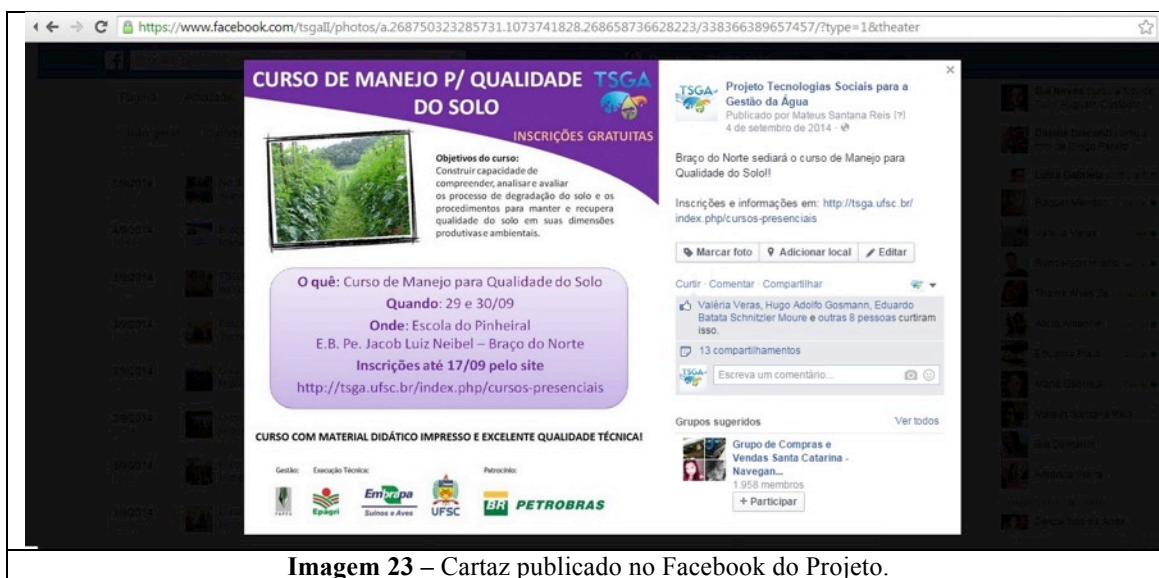 https://www.facebook.com/tsgaII/photos/a.268750323285731.1073741828.268658736628223/338366389657457/?type=1&theater
CURSO DE MANEJO P/ QUALIDADE
DO SOLO
TSGA
INSCRIÇÕES GRATUITAS
Objetivos do curso:
Construir capacidade de
compreender, analisar e avaliar
os processo de degradação do solo e os
procedimentos para manter e recupera
qualidade do solo em suas dimensões
produtivas e ambientais.
O quê: Curso de Manejo para Qualidade do Solo
Quando: 29 e 30/09
Onde: Escola do Pinheiral
E.B. Pe. Jacob Luiz Neibel – Braço do Norte
Inscrições até 17/09 pelo site
http://tsga.ufsc.br/index.php/cursos-presenciais
CURSO COM MATERIAL DIDÁTICO IMPRESSO E EXCELENTE QUALIDADE TÉCNICA!
Gestão:
Execução Técnica:
Patrocínio:
Epagri
Embrapa
Suínos e Aves
UFSC
BR PETROBRAS
TSGA
Projeto Tecnologias Sociais para a
Gestão da Água
Publicado por Mateus Santana Reis [?]
4 de setembro de 2014 ·
Braço do Norte sediará o curso de Manejo para
Qualidade do Solo!!
Inscrições e informações em: http://tsga.ufsc.br/
index.php/cursos-presenciais
Marcar foto
Adicionar local
Editar
Curtir · Comentar · Compartilhar
Valéria Veras, Hugo Adolfo Gosmann, Eduardo
Batata Schnitzler Moure e outras 8 pessoas curtiram
isso.
13 compartilhamentos
TSGA
Escreva um comentário...
Grupos sugeridos
Ver todos
Grupo de Compras e
Vendas Santa Catarina -
Navegan...
1.958 membros
+ Participar
Imagem 23 – Cartaz publicado no Facebook do Projeto.